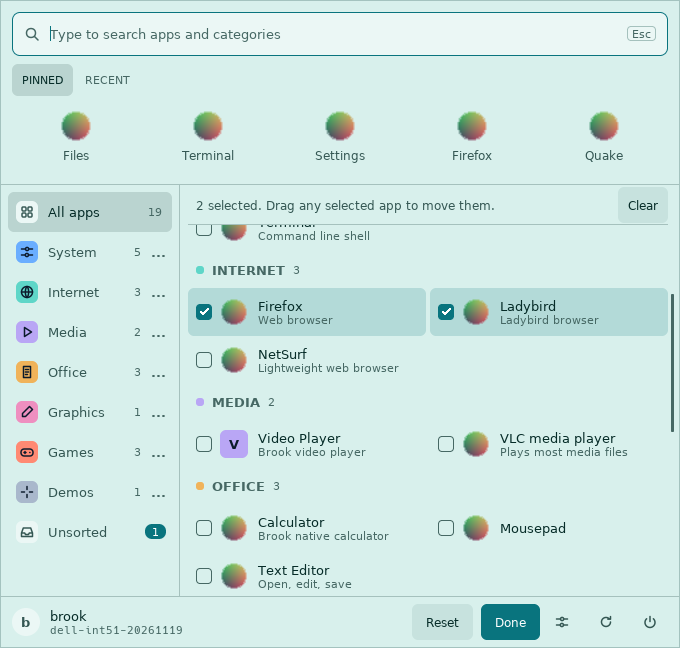 Type to search apps and categories
Esc
PINNED
RECENT
Files
Terminal
Settings
Firefox
Quake
All apps
19
System
5
...
Internet
3
...
Media
2
...
Office
3
...
Graphics
1
...
Games
3
...
Demos
1
...
Unsorted
1
2 selected. Drag any selected app to move them.
Clear
Terminal
Command line shell
INTERNET 3
Firefox
Web browser
Ladybird
Ladybird browser
NetSurf
Lightweight web browser
MEDIA 2
V
Video Player
Brook video player
VLC media player
Plays most media files
OFFICE 3
Calculator
Brook native calculator
Mousepad
Text Editor
Open, edit, save
b
brook
dell-int51-20261119
Reset
Done